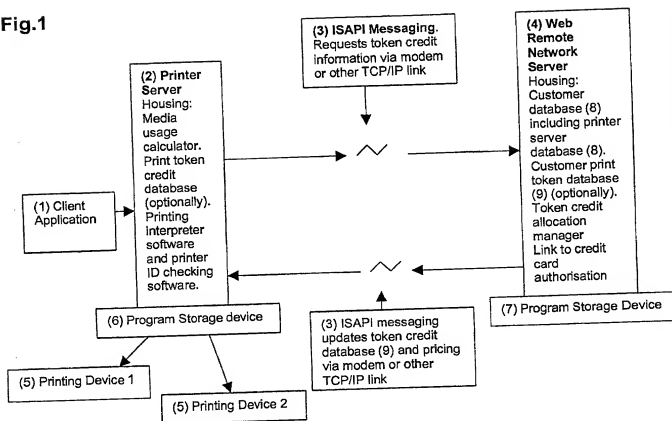 Fig.1
(3) ISAPI Messaging.
Requests token credit
information via modem
or other TCP/IP link
(4) Web
Remote
Network
Server
Housing:
Customer
database (8)
including printer
server
database (8).
Customer print
token database
(9) (optionally).
Token credit
allocation
manager
Link to credit
card
authorisation
(2) Printer
Server
Housing:
Media
usage
calculator.
Print token
credit
database
(optionally).
Printing
interpreter
software
and printer
ID checking
software.
(1) Client
Application
(6) Program Storage device
(7) Program Storage Device
(3) ISAPI messaging
updates token credit
database (9) and pricing
via modem or other
TCP/IP link
(5) Printing Device 1
(5) Printing Device 2